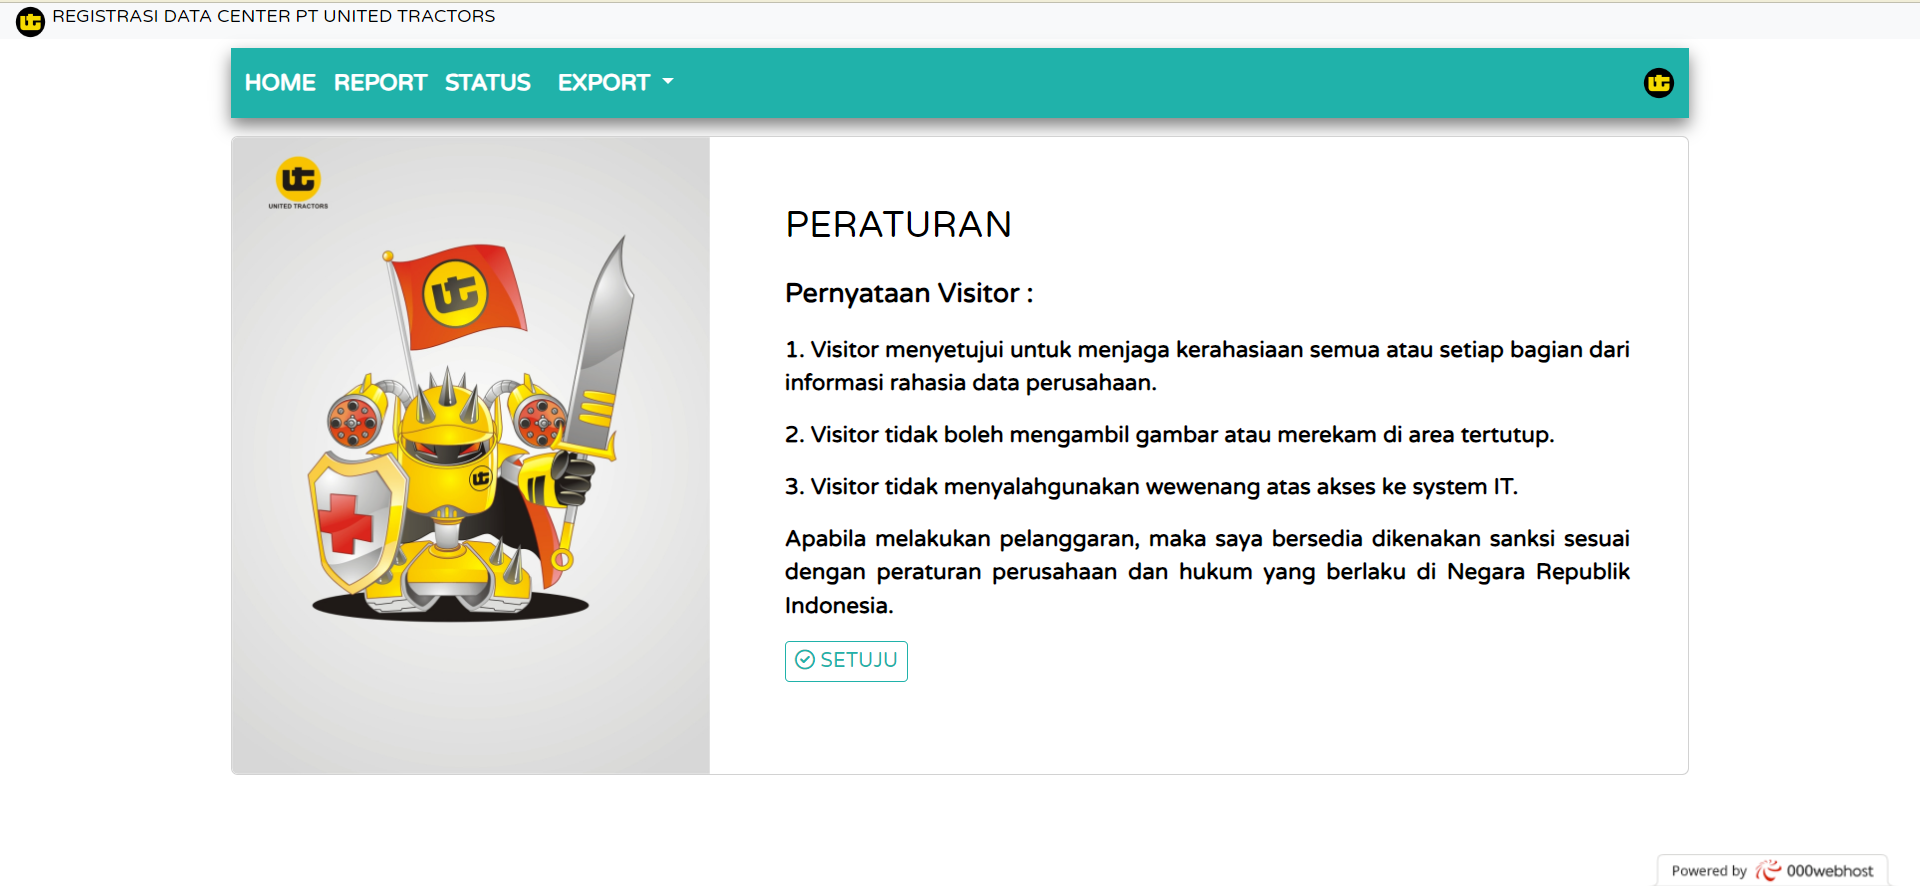 REGISTRASI DATA CENTER PT UNITED TRACTORS
HOME REPORT STATUS EXPORT
UNITED TRACTORS
PERATURAN
Pernyataan Visitor :
1. Visitor menyetujui untuk menjaga kerahasiaan semua atau setiap bagian dari
informasi rahasia data perusahaan.
2. Visitor tidak boleh mengambil gambar atau merekam di area tertutup.
3. Visitor tidak menyalahgunakan wewenang atas akses ke system IT.
Apabila melakukan pelanggaran, maka saya bersedia dikenakan sanksi sesuai
dengan peraturan perusahaan dan hukum yang berlaku di Negara Republik
Indonesia.
SETUJU
Powered by 000webhost